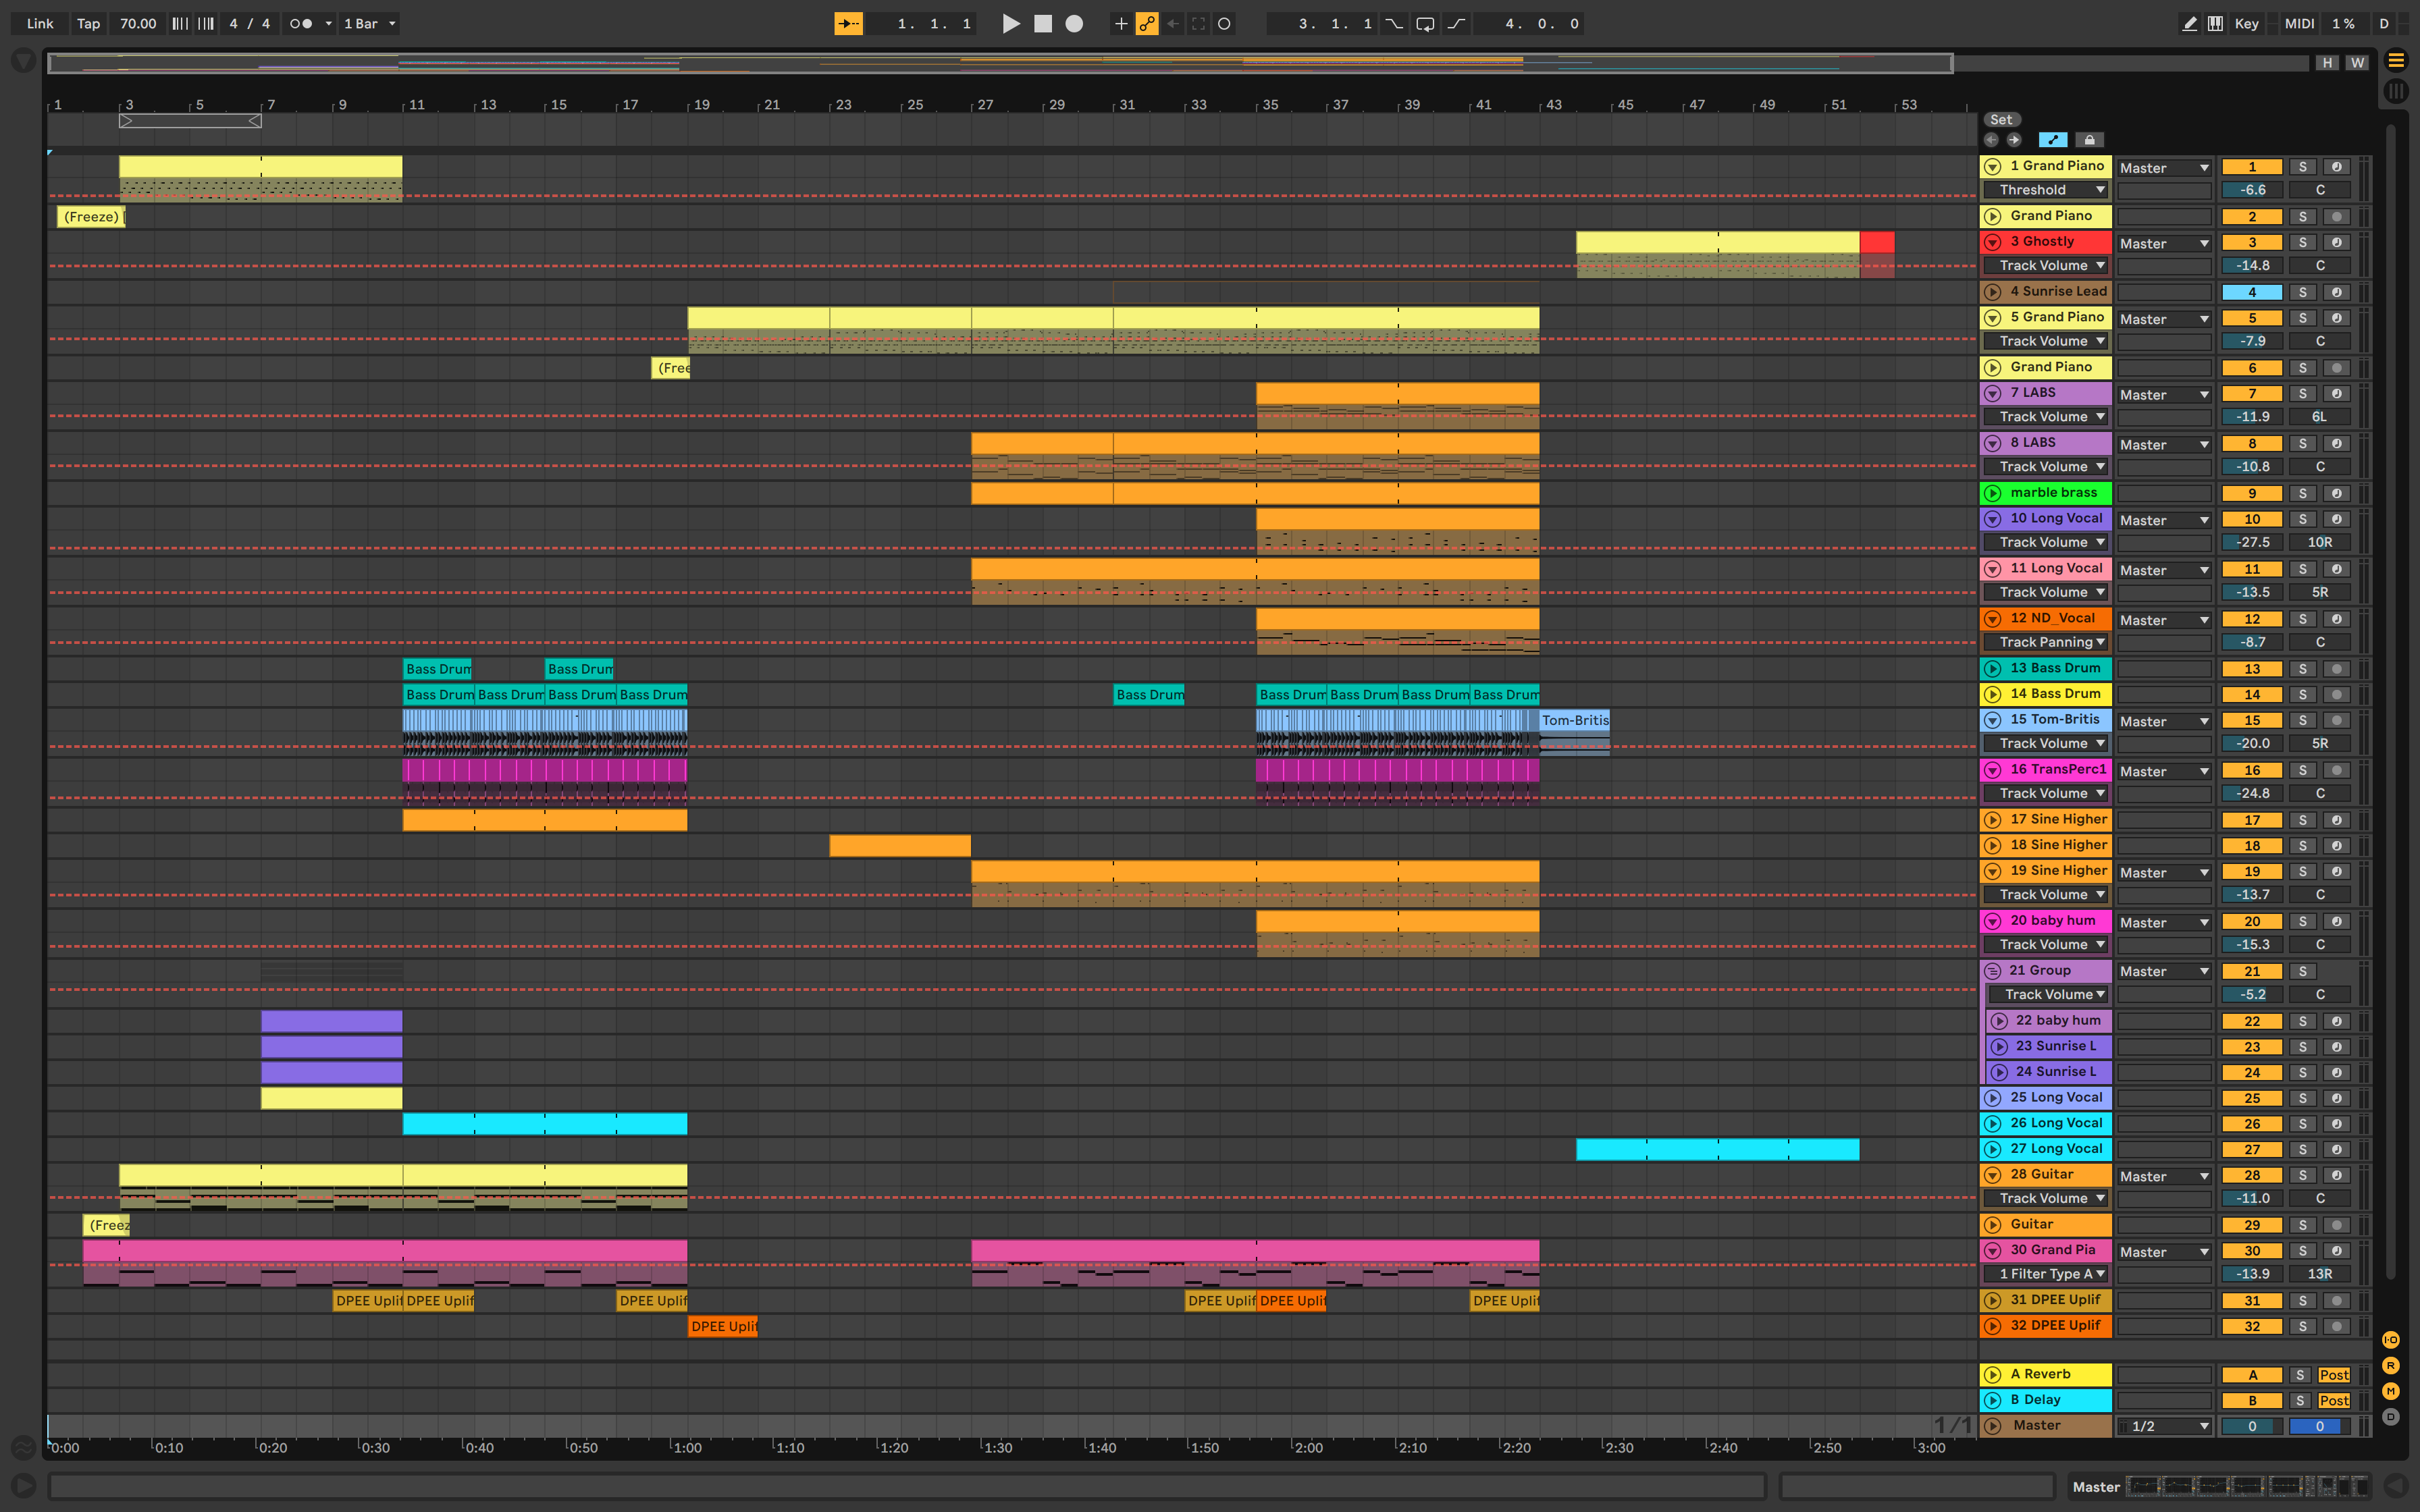 Link Tap 70.00 4 / 4 1 Bar 1. 1. 1 3. 1. 1 4. 0. 0 Key MIDI 1 % D
H W
1 3 5 7 9 11 13 15 17 19 21 23 25 27 29 31 33 35 37 39 41 43 45 47 49 51 53
Set
1 Grand Piano Master 1 S
Threshold -6.6 C
(Freeze) Grand Piano 2 S
3 Ghostly Master 3 S
Track Volume -14.8 C
4 Sunrise Lead 4 S
5 Grand Piano Master 5 S
Track Volume -7.9 C
(Free Grand Piano 6 S
7 LABS Master 7 S
Track Volume -11.9 6L
8 LABS Master 8 S
Track Volume -10.8 C
marble brass 9 S
10 Long Vocal Master 10 S
Track Volume -27.5 10R
11 Long Vocal Master 11 S
Track Volume -13.5 5R
12 ND_Vocal Master 12 S
Track Panning -8.7 C
Bass Drum Bass Drum 13 Bass Drum 13 S
Bass Drum Bass Drum Bass Drum Bass Drum Bass Drum Bass Drum Bass Drum Bass Drum Bass Drum 14 Bass Drum 14 S
Tom-Britis 15 Tom-Britis Master 15 S
Track Volume -20.0 5R
16 TransPerc1 Master 16 S
Track Volume -24.8 C
17 Sine Higher 17 S
18 Sine Higher 18 S
19 Sine Higher Master 19 S
Track Volume -13.7 C
20 baby hum Master 20 S
Track Volume -15.3 C
21 Group Master 21 S
Track Volume -5.2 C
22 baby hum 22 S
23 Sunrise L 23 S
24 Sunrise L 24 S
25 Long Vocal 25 S
26 Long Vocal 26 S
27 Long Vocal 27 S
28 Guitar Master 28 S
Track Volume -11.0 C
(Freez Guitar 29 S
30 Grand Pia Master 30 S
1 Filter Type A -13.9 13R
DPEE Uplif DPEE Uplif DPEE Uplif DPEE Uplif DPEE Uplif DPEE Uplif 31 DPEE Uplif 31 S
DPEE Uplif 32 DPEE Uplif 32 S
I·O
R
A Reverb A S Post
M
B Delay B S Post
D
1/1 Master 1/2 0 0
0:00 0:10 0:20 0:30 0:40 0:50 1:00 1:10 1:20 1:30 1:40 1:50 2:00 2:10 2:20 2:30 2:40 2:50 3:00
Master